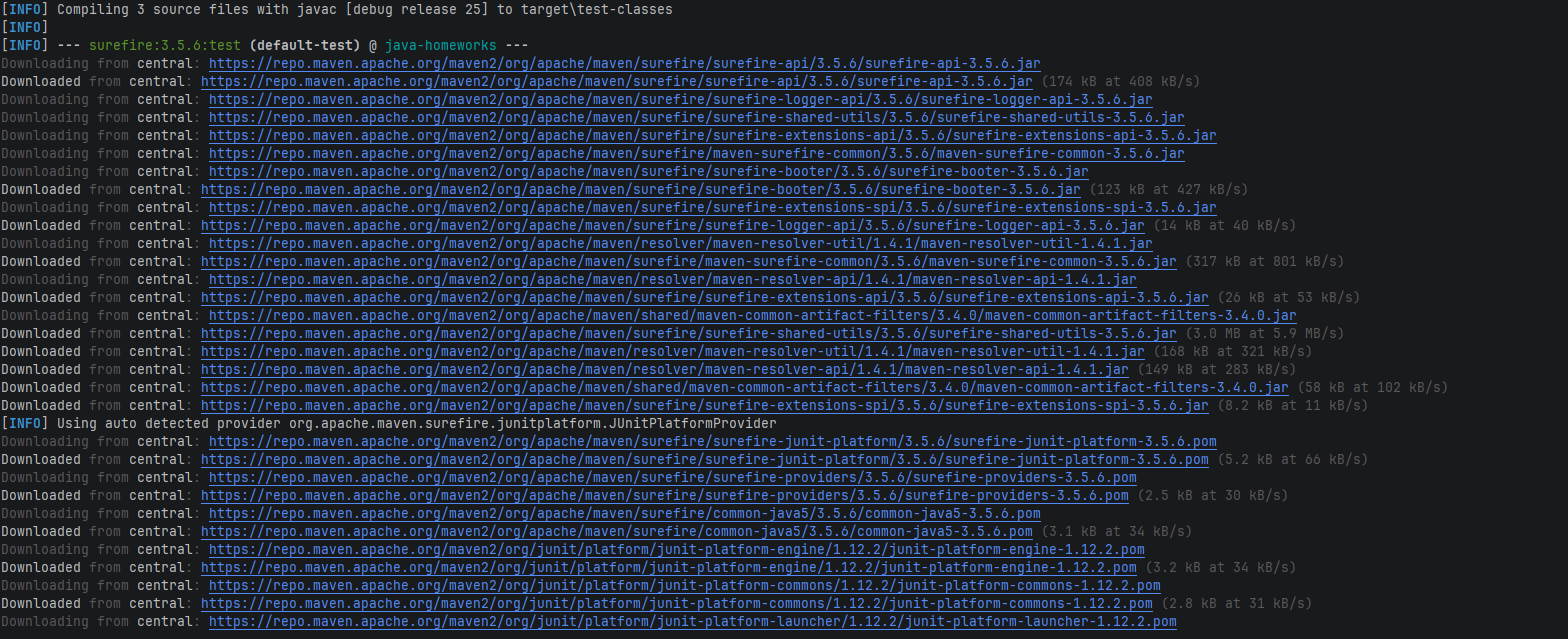 [INFO] Compiling 3 source files with javac [debug release 25] to target\test-classes
[INFO]
[INFO] --- surefire:3.5.6:test (default-test) @ java-homeworks ---
Downloading from central: https://repo.maven.apache.org/maven2/org/apache/maven/surefire/surefire-api/3.5.6/surefire-api-3.5.6.jar
Downloaded from central: https://repo.maven.apache.org/maven2/org/apache/maven/surefire/surefire-api/3.5.6/surefire-api-3.5.6.jar (174 kB at 408 kB/s)
Downloading from central: https://repo.maven.apache.org/maven2/org/apache/maven/surefire/surefire-logger-api/3.5.6/surefire-logger-api-3.5.6.jar
Downloading from central: https://repo.maven.apache.org/maven2/org/apache/maven/surefire/surefire-shared-utils/3.5.6/surefire-shared-utils-3.5.6.jar
Downloading from central: https://repo.maven.apache.org/maven2/org/apache/maven/surefire/surefire-extensions-api/3.5.6/surefire-extensions-api-3.5.6.jar
Downloading from central: https://repo.maven.apache.org/maven2/org/apache/maven/surefire/maven-surefire-common/3.5.6/maven-surefire-common-3.5.6.jar
Downloading from central: https://repo.maven.apache.org/maven2/org/apache/maven/surefire/surefire-booter/3.5.6/surefire-booter-3.5.6.jar
Downloaded from central: https://repo.maven.apache.org/maven2/org/apache/maven/surefire/surefire-booter/3.5.6/surefire-booter-3.5.6.jar (123 kB at 427 kB/s)
Downloading from central: https://repo.maven.apache.org/maven2/org/apache/maven/surefire/surefire-extensions-spi/3.5.6/surefire-extensions-spi-3.5.6.jar
Downloaded from central: https://repo.maven.apache.org/maven2/org/apache/maven/surefire/surefire-logger-api/3.5.6/surefire-logger-api-3.5.6.jar (14 kB at 40 kB/s)
Downloading from central: https://repo.maven.apache.org/maven2/org/apache/maven/resolver/maven-resolver-util/1.4.1/maven-resolver-util-1.4.1.jar
Downloaded from central: https://repo.maven.apache.org/maven2/org/apache/maven/surefire/maven-surefire-common/3.5.6/maven-surefire-common-3.5.6.jar (317 kB at 801 kB/s)
Downloading from central: https://repo.maven.apache.org/maven2/org/apache/maven/resolver/maven-resolver-api/1.4.1/maven-resolver-api-1.4.1.jar
Downloaded from central: https://repo.maven.apache.org/maven2/org/apache/maven/surefire/surefire-extensions-api/3.5.6/surefire-extensions-api-3.5.6.jar (26 kB at 53 kB/s)
Downloading from central: https://repo.maven.apache.org/maven2/org/apache/maven/shared/maven-common-artifact-filters/3.4.0/maven-common-artifact-filters-3.4.0.jar
Downloaded from central: https://repo.maven.apache.org/maven2/org/apache/maven/surefire/surefire-shared-utils/3.5.6/surefire-shared-utils-3.5.6.jar (3.0 MB at 5.9 MB/s)
Downloaded from central: https://repo.maven.apache.org/maven2/org/apache/maven/resolver/maven-resolver-util/1.4.1/maven-resolver-util-1.4.1.jar (168 kB at 321 kB/s)
Downloaded from central: https://repo.maven.apache.org/maven2/org/apache/maven/resolver/maven-resolver-api/1.4.1/maven-resolver-api-1.4.1.jar (149 kB at 283 kB/s)
Downloaded from central: https://repo.maven.apache.org/maven2/org/apache/maven/shared/maven-common-artifact-filters/3.4.0/maven-common-artifact-filters-3.4.0.jar (58 kB at 102 kB/s)
Downloaded from central: https://repo.maven.apache.org/maven2/org/apache/maven/surefire/surefire-extensions-spi/3.5.6/surefire-extensions-spi-3.5.6.jar (8.2 kB at 11 kB/s)
[INFO] Using auto detected provider org.apache.maven.surefire.junitplatform.JUnitPlatformProvider
Downloading from central: https://repo.maven.apache.org/maven2/org/apache/maven/surefire/surefire-junit-platform/3.5.6/surefire-junit-platform-3.5.6.pom
Downloaded from central: https://repo.maven.apache.org/maven2/org/apache/maven/surefire/surefire-junit-platform/3.5.6/surefire-junit-platform-3.5.6.pom (5.2 kB at 66 kB/s)
Downloading from central: https://repo.maven.apache.org/maven2/org/apache/maven/surefire/surefire-providers/3.5.6/surefire-providers-3.5.6.pom
Downloaded from central: https://repo.maven.apache.org/maven2/org/apache/maven/surefire/surefire-providers/3.5.6/surefire-providers-3.5.6.pom (2.5 kB at 30 kB/s)
Downloading from central: https://repo.maven.apache.org/maven2/org/apache/maven/surefire/common-java5/3.5.6/common-java5-3.5.6.pom
Downloaded from central: https://repo.maven.apache.org/maven2/org/apache/maven/surefire/common-java5/3.5.6/common-java5-3.5.6.pom (3.1 kB at 34 kB/s)
Downloading from central: https://repo.maven.apache.org/maven2/org/junit/platform/junit-platform-engine/1.12.2/junit-platform-engine-1.12.2.pom
Downloaded from central: https://repo.maven.apache.org/maven2/org/junit/platform/junit-platform-engine/1.12.2/junit-platform-engine-1.12.2.pom (3.2 kB at 34 kB/s)
Downloading from central: https://repo.maven.apache.org/maven2/org/junit/platform/junit-platform-commons/1.12.2/junit-platform-commons-1.12.2.pom
Downloaded from central: https://repo.maven.apache.org/maven2/org/junit/platform/junit-platform-commons/1.12.2/junit-platform-commons-1.12.2.pom (2.8 kB at 31 kB/s)
Downloading from central: https://repo.maven.apache.org/maven2/org/junit/platform/junit-platform-launcher/1.12.2/junit-platform-launcher-1.12.2.pom